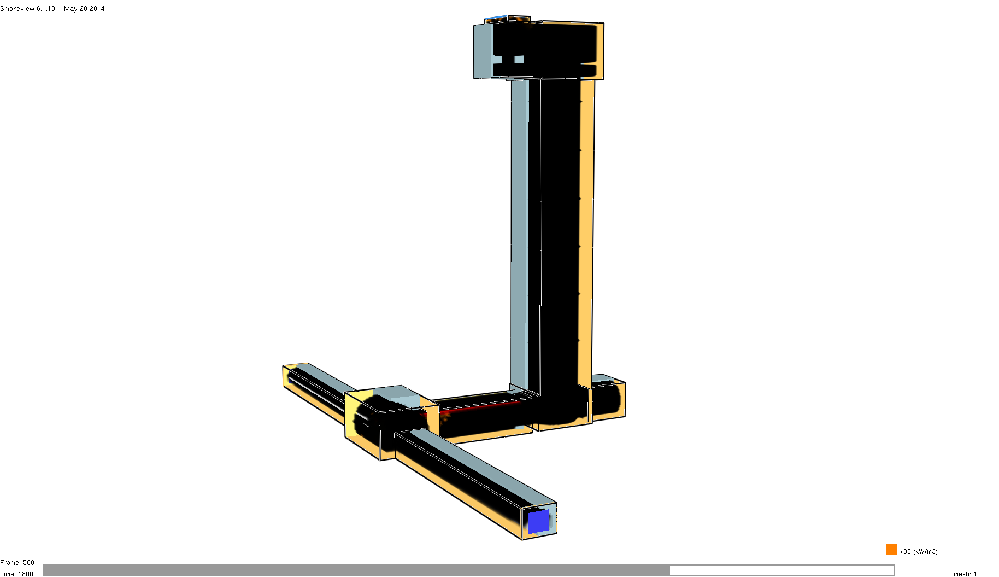 Smokeview 6.1.10 - May 28 2014
>80 (kW/m3)
Frame: 500
Time: 1800.0
mesh: 1